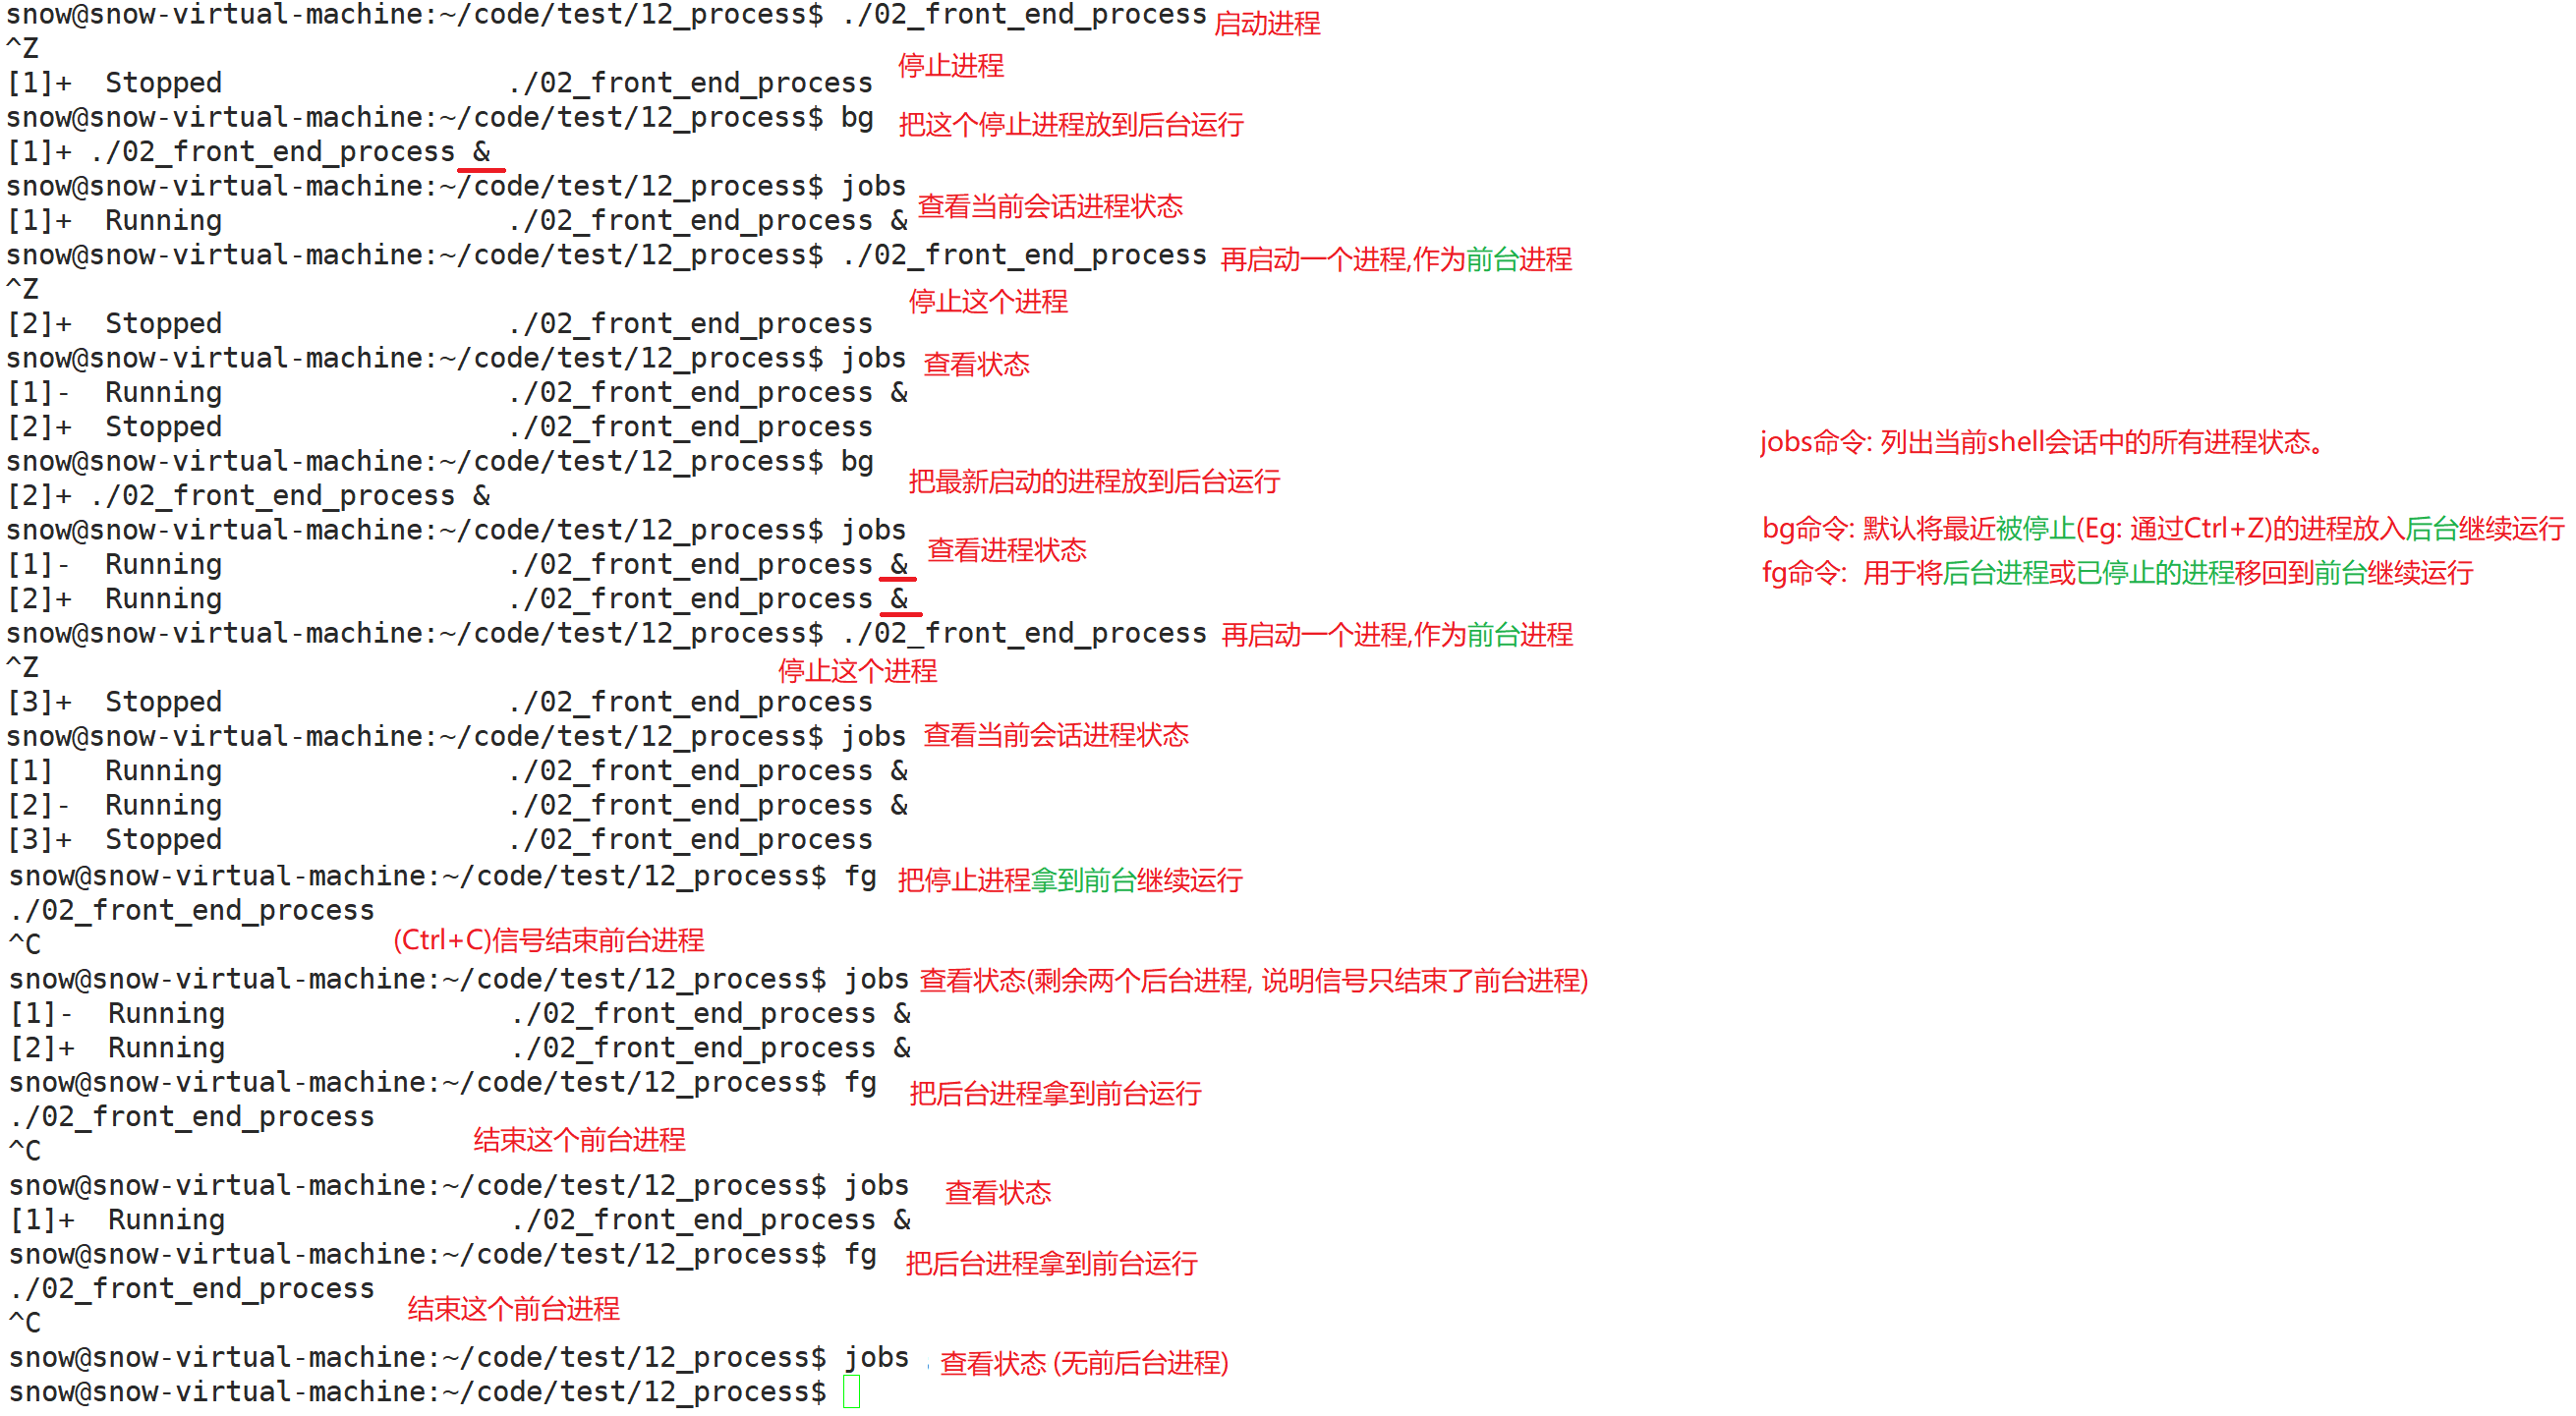 snow@snow-virtual-machine:~/code/test/12_process$ ./02_front_end_process 启动进程
^Z
停止进程
[1]+  Stopped                 ./02_front_end_process
snow@snow-virtual-machine:~/code/test/12_process$ bg 把这个停止进程放到后台运行
[1]+ ./02_front_end_process &
snow@snow-virtual-machine:~/code/test/12_process$ jobs
查看当前会话进程状态
[1]+  Running                 ./02_front_end_process &
snow@snow-virtual-machine:~/code/test/12_process$ ./02_front_end_process 再启动一个进程,作为前台进程
^Z
停止这个进程
[2]+  Stopped                 ./02_front_end_process
snow@snow-virtual-machine:~/code/test/12_process$ jobs 查看状态
[1]-  Running                 ./02_front_end_process &
[2]+  Stopped                 ./02_front_end_process
jobs命令: 列出当前shell会话中的所有进程状态。
snow@snow-virtual-machine:~/code/test/12_process$ bg
把最新启动的进程放到后台运行
[2]+ ./02_front_end_process &
snow@snow-virtual-machine:~/code/test/12_process$ jobs
bg命令: 默认将最近被停止(Eg: 通过Ctrl+Z)的进程放入后台继续运行
查看进程状态
[1]-  Running                 ./02_front_end_process &
fg命令: 用于将后台进程或已停止的进程移回到前台继续运行
[2]+  Running                 ./02_front_end_process &
snow@snow-virtual-machine:~/code/test/12_process$ ./02_front_end_process 再启动一个进程,作为前台进程
^Z
停止这个进程
[3]+  Stopped                 ./02_front_end_process
snow@snow-virtual-machine:~/code/test/12_process$ jobs 查看当前会话进程状态
[1]   Running                 ./02_front_end_process &
[2]-  Running                 ./02_front_end_process &
[3]+  Stopped                 ./02_front_end_process
snow@snow-virtual-machine:~/code/test/12_process$ fg 把停止进程拿到前台继续运行
./02_front_end_process
^C (Ctrl+C)信号结束前台进程
snow@snow-virtual-machine:~/code/test/12_process$ jobs 查看状态(剩余两个后台进程, 说明信号只结束了前台进程)
[1]-  Running                 ./02_front_end_process &
[2]+  Running                 ./02_front_end_process &
snow@snow-virtual-machine:~/code/test/12_process$ fg 把后台进程拿到前台运行
./02_front_end_process
^C 结束这个前台进程
snow@snow-virtual-machine:~/code/test/12_process$ jobs 查看状态
[1]+  Running                 ./02_front_end_process &
snow@snow-virtual-machine:~/code/test/12_process$ fg 把后台进程拿到前台运行
./02_front_end_process
^C 结束这个前台进程
snow@snow-virtual-machine:~/code/test/12_process$ jobs 查看状态 (无前后台进程)
snow@snow-virtual-machine:~/code/test/12_process$